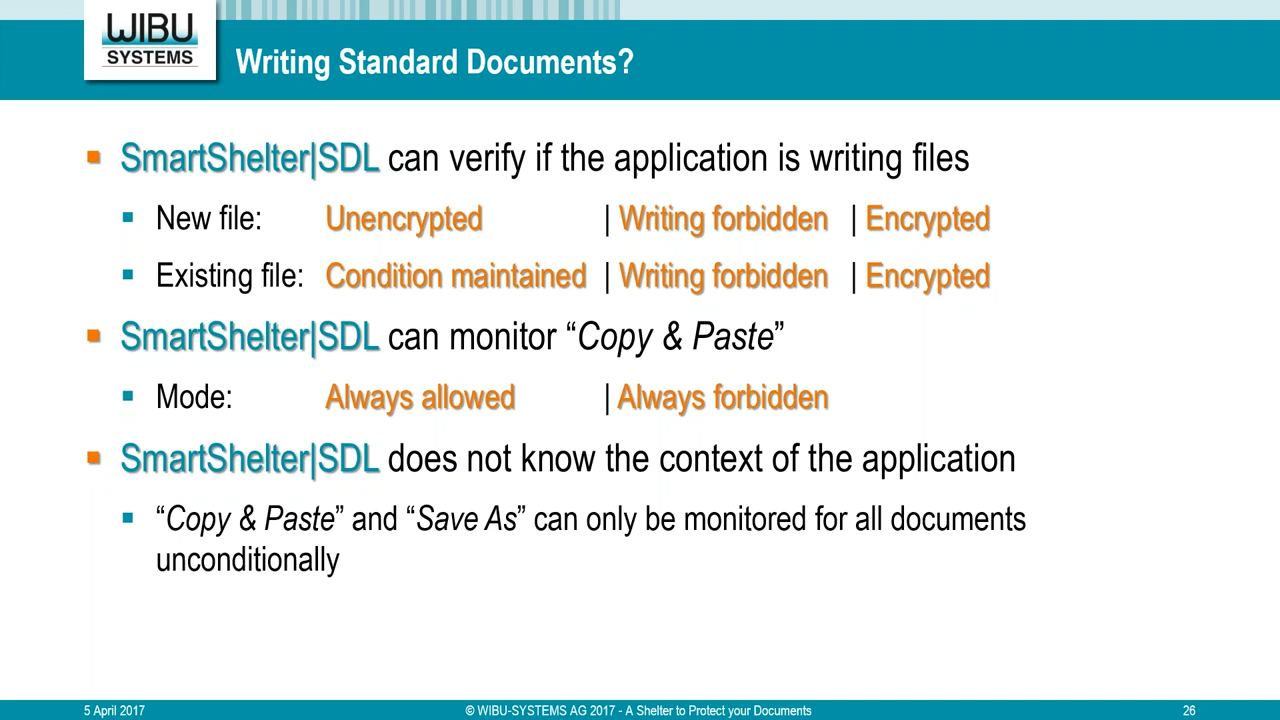 WIBU
SYSTEMS
Writing Standard Documents?
SmartShelter|SDL can verify if the application is writing files
New file: Unencrypted | Writing forbidden | Encrypted
Existing file: Condition maintained | Writing forbidden | Encrypted
SmartShelter|SDL can monitor “Copy & Paste”
Mode: Always allowed | Always forbidden
SmartShelter|SDL does not know the context of the application
“Copy & Paste” and “Save As” can only be monitored for all documents
unconditionally
5 April 2017 © WIBU-SYSTEMS AG 2017 - A Shelter to Protect your Documents 26